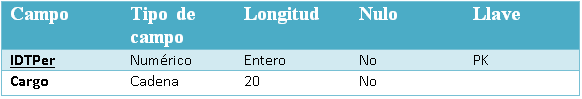 Campo Tipo de campo Longitud Nulo Llave
IDTPer Numérico Entero No PK
Cargo Cadena 20 No